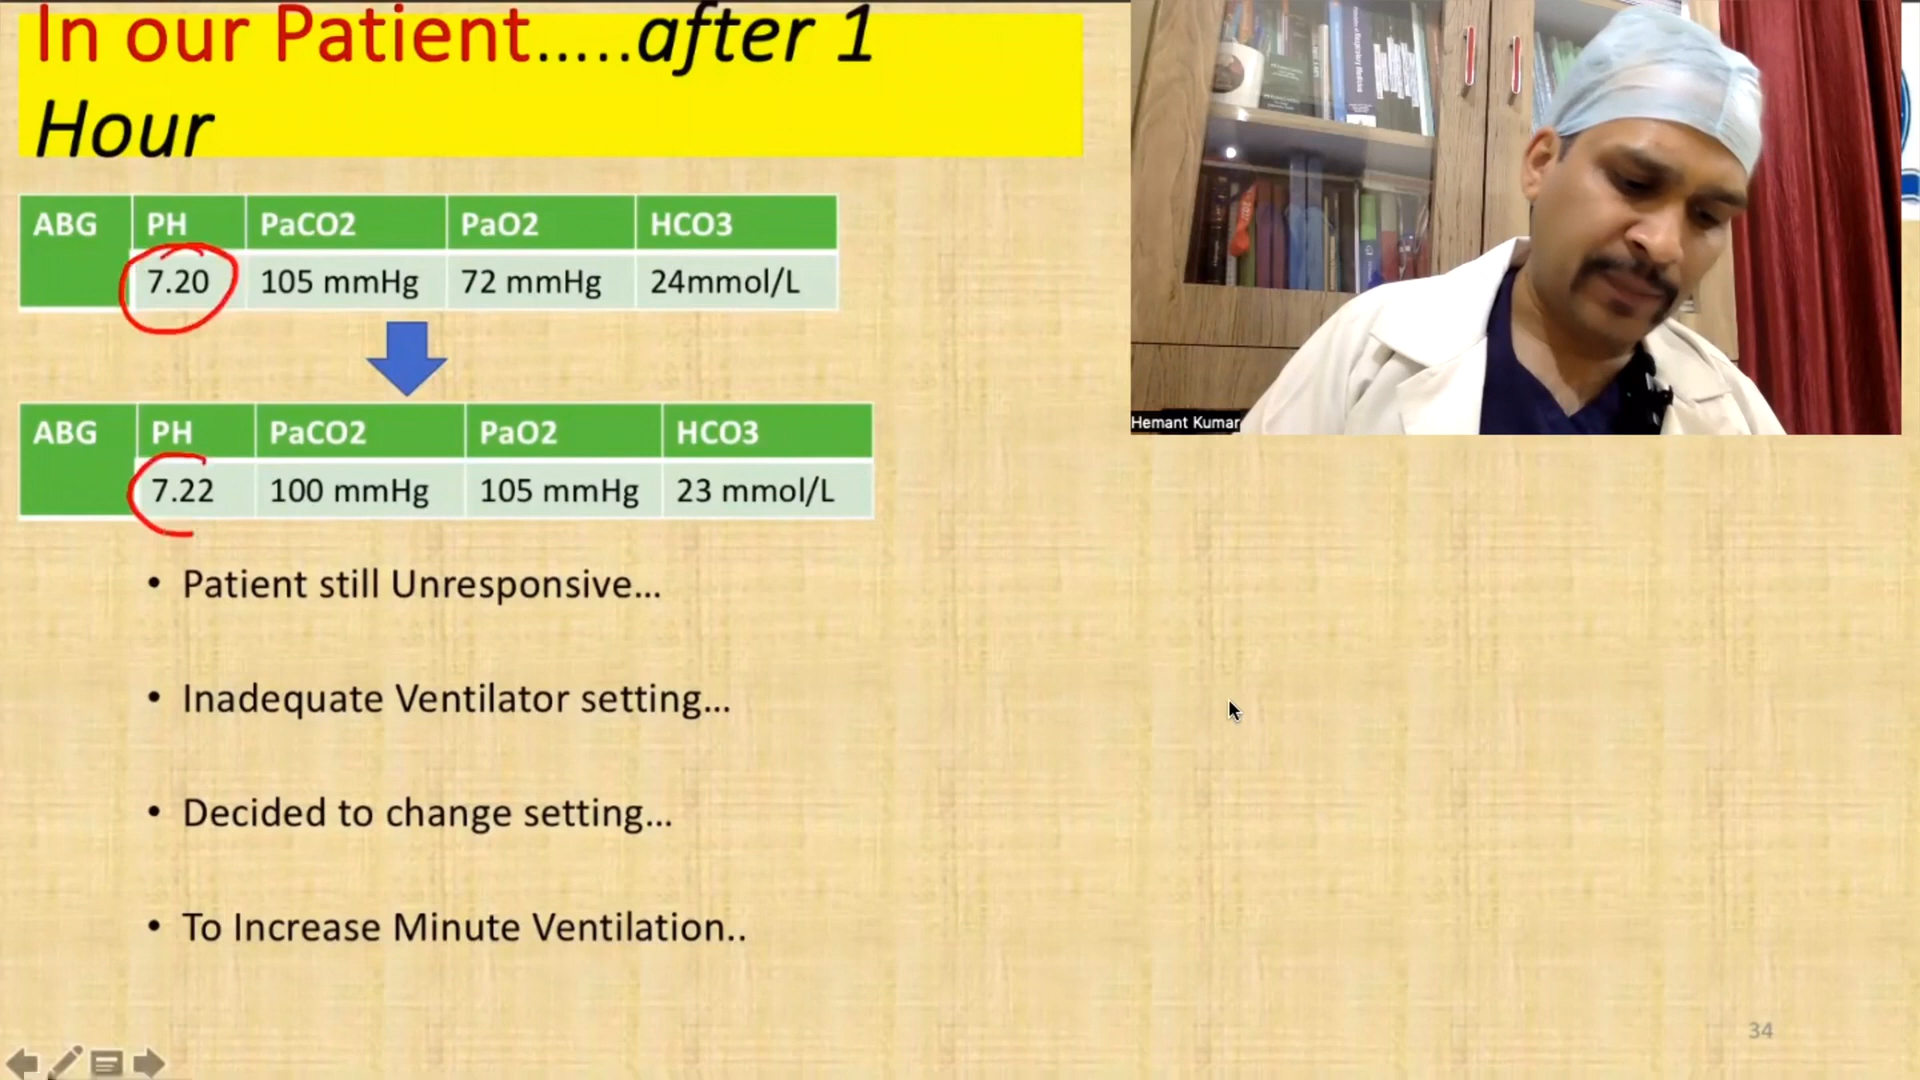 In our Patient.....after 1
Hour
ABG PH PaCO2 PaO2 HCO3
7.20 105 mmHg 72 mmHg 24mmol/L
ABG PH PaCO2 PaO2 HCO3
7.22 100 mmHg 105 mmHg 23 mmol/L
• Patient still Unresponsive...
• Inadequate Ventilator setting...
• Decided to change setting...
• To Increase Minute Ventilation..
Hemant Kumar
34